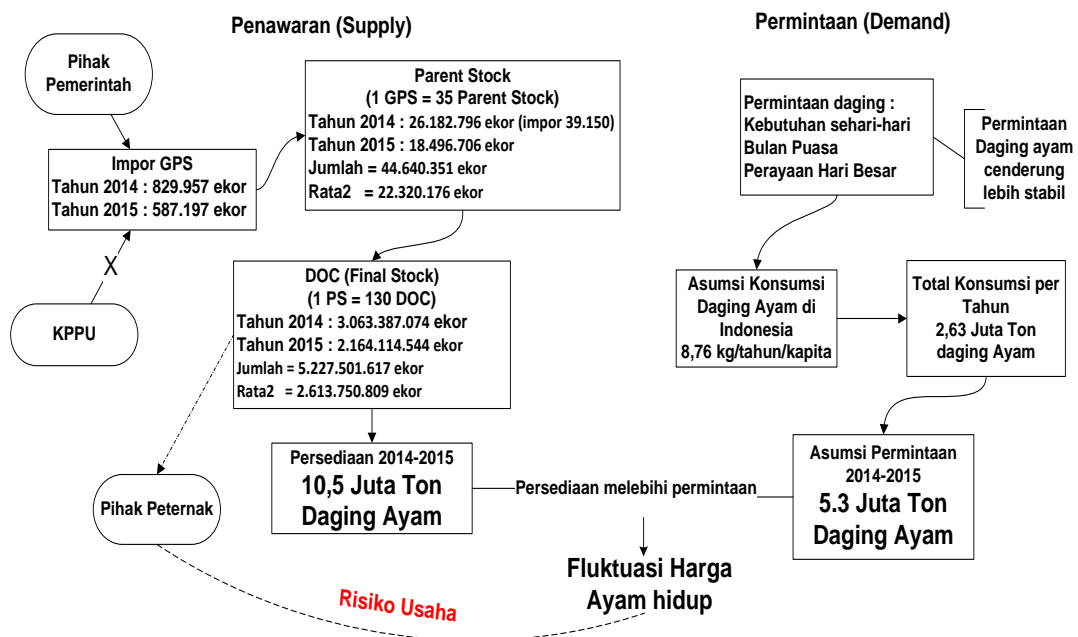 Penawaran (Supply)
Permintaan (Demand)
Pihak
Pemerintah
Impor GPS
Tahun 2014 : 829.957 ekor
Tahun 2015 : 587.197 ekor
X
KPPU
Parent Stock
(1 GPS = 35 Parent Stock)
Tahun 2014 : 26.182.796 ekor (impor 39.150)
Tahun 2015 : 18.496.706 ekor
Jumlah = 44.640.351 ekor
Rata2 = 22.320.176 ekor
DOC (Final Stock)
(1 PS = 130 DOC)
Tahun 2014 : 3.063.387.074 ekor
Tahun 2015 : 2.164.114.544 ekor
Jumlah = 5.227.501.617 ekor
Rata2 = 2.613.750.809 ekor
Persediaan 2014-2015
10,5 Juta Ton
Daging Ayam
Pihak Peternak
Permintaan daging :
Kebutuhan sehari-hari
Bulan Puasa
Perayaan Hari Besar
Permintaan
Daging ayam
cenderung
lebih stabil
Asumsi Konsumsi
Daging Ayam di
Indonesia
8,76 kg/tahun/kapita
Total Konsumsi per
Tahun
2,63 Juta Ton
daging Ayam
Asumsi Permintaan
2014-2015
5.3 Juta Ton
Daging Ayam
Persediaan melebihi permintaan
Fluktuasi Harga
Ayam hidup
Risiko Usaha